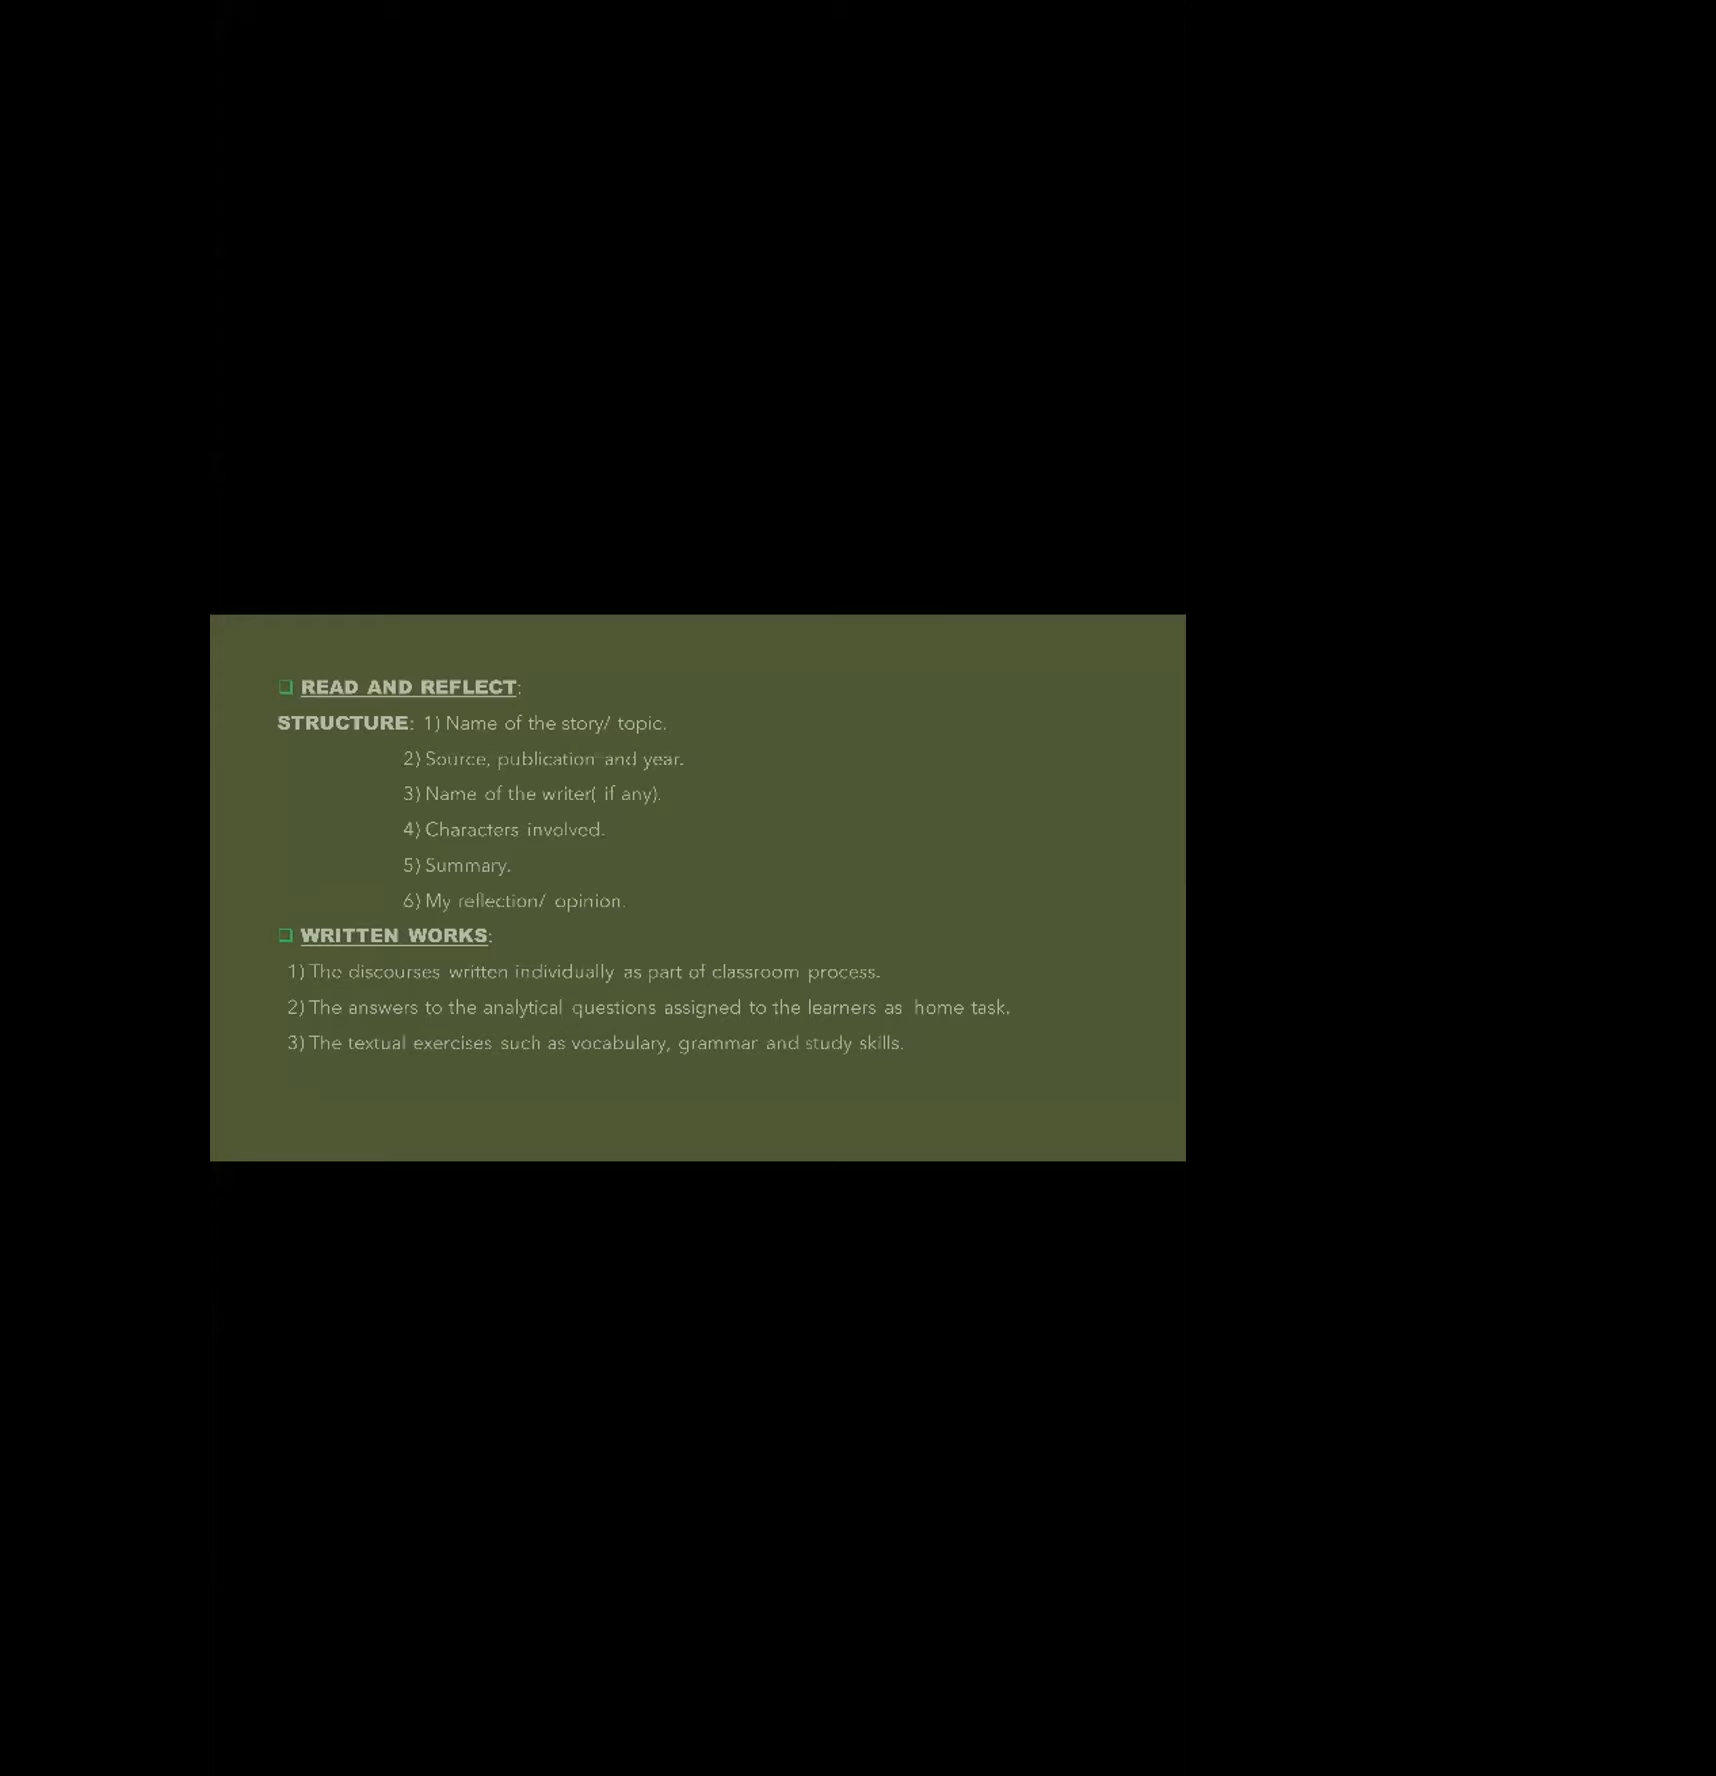 ❑ READ AND REFLECT:
STRUCTURE: 1) Name of the story/ topic.
2) Source, publication and year.
3) Name of the writer( if any).
4) Characters involved.
5) Summary.
6) My reflection/ opinion.
❑ WRITTEN WORKS:
1) The discourses written individually as part of classroom process.
2) The answers to the analytical questions assigned to the learners as home task.
3) The textual exercises such as vocabulary, grammar and study skills.